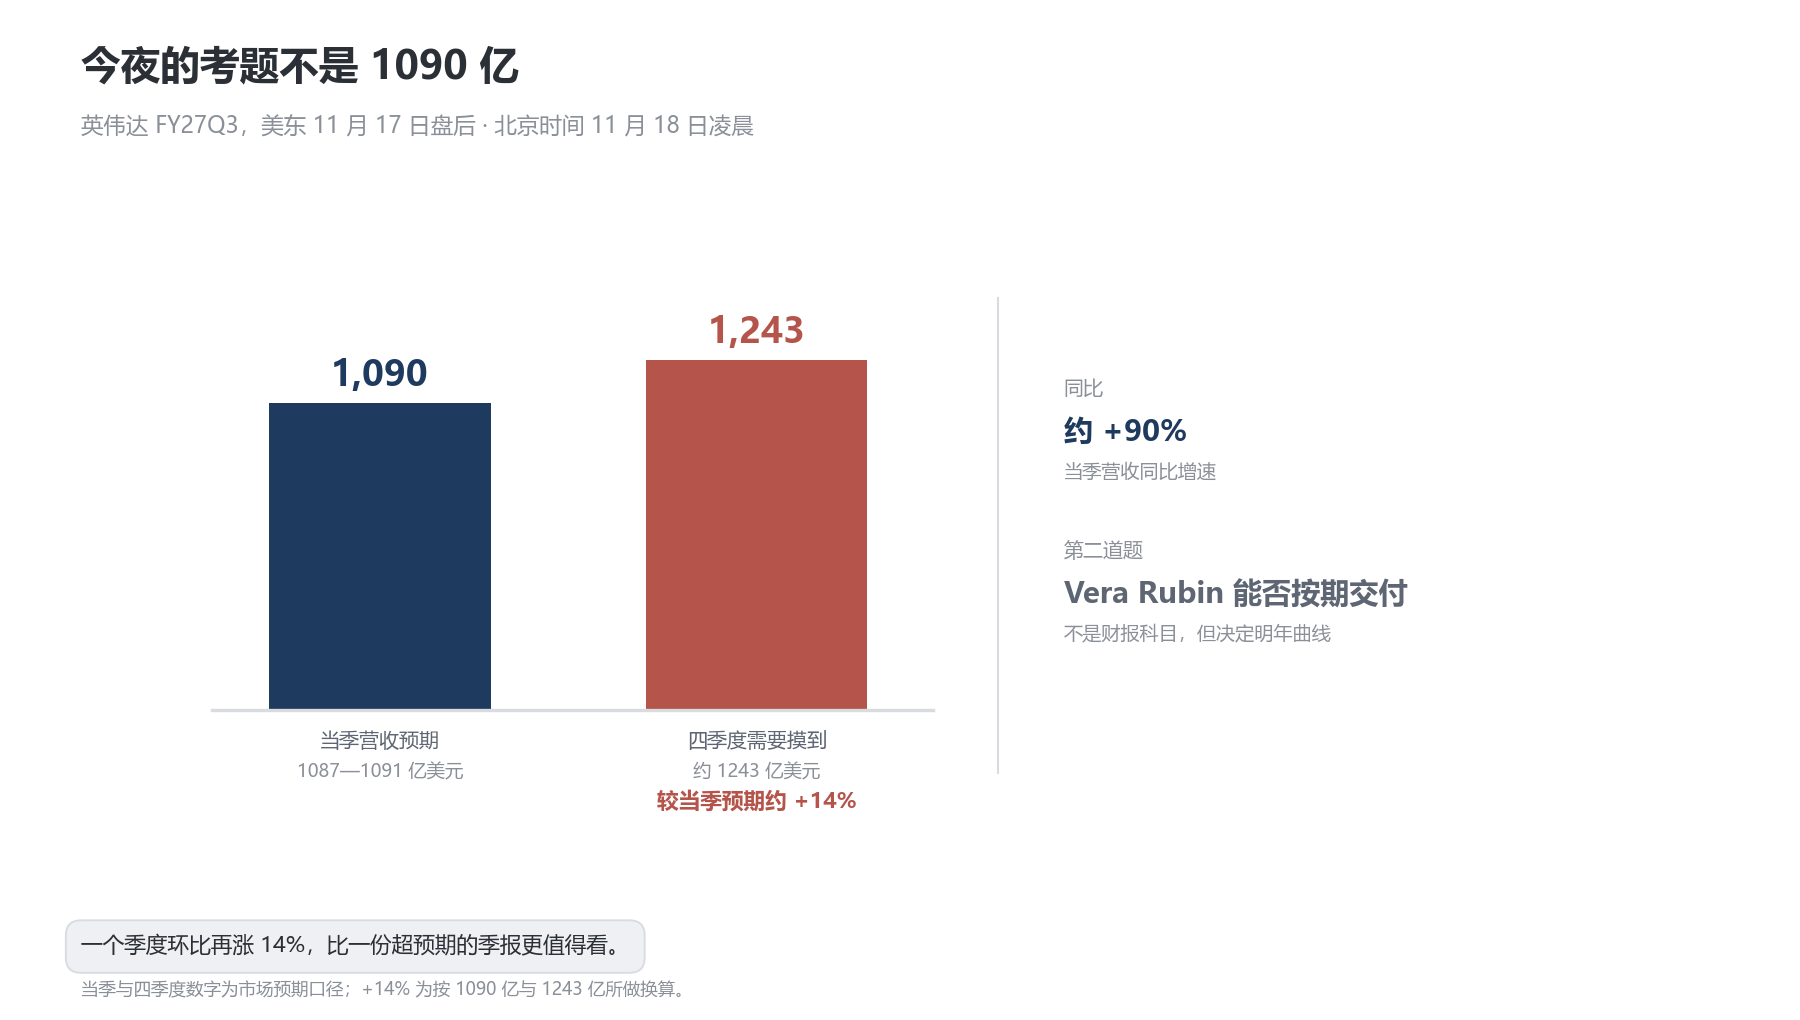 今夜的考题不是 1090 亿
英伟达 FY27Q3，美东 11 月 17 日盘后 · 北京时间 11 月 18 日凌晨
1,090
1,243
当季营收预期
1087—1091 亿美元
四季度需要摸到
约 1243 亿美元
较当季预期约 +14%
同比
约 +90%
当季营收同比增速
第二道题
Vera Rubin 能否按期交付
不是财报科目，但决定明年曲线
一个季度环比再涨 14%，比一份超预期的季报更值得看。
当季与四季度数字为市场预期口径；+14% 为按 1090 亿与 1243 亿所做换算。